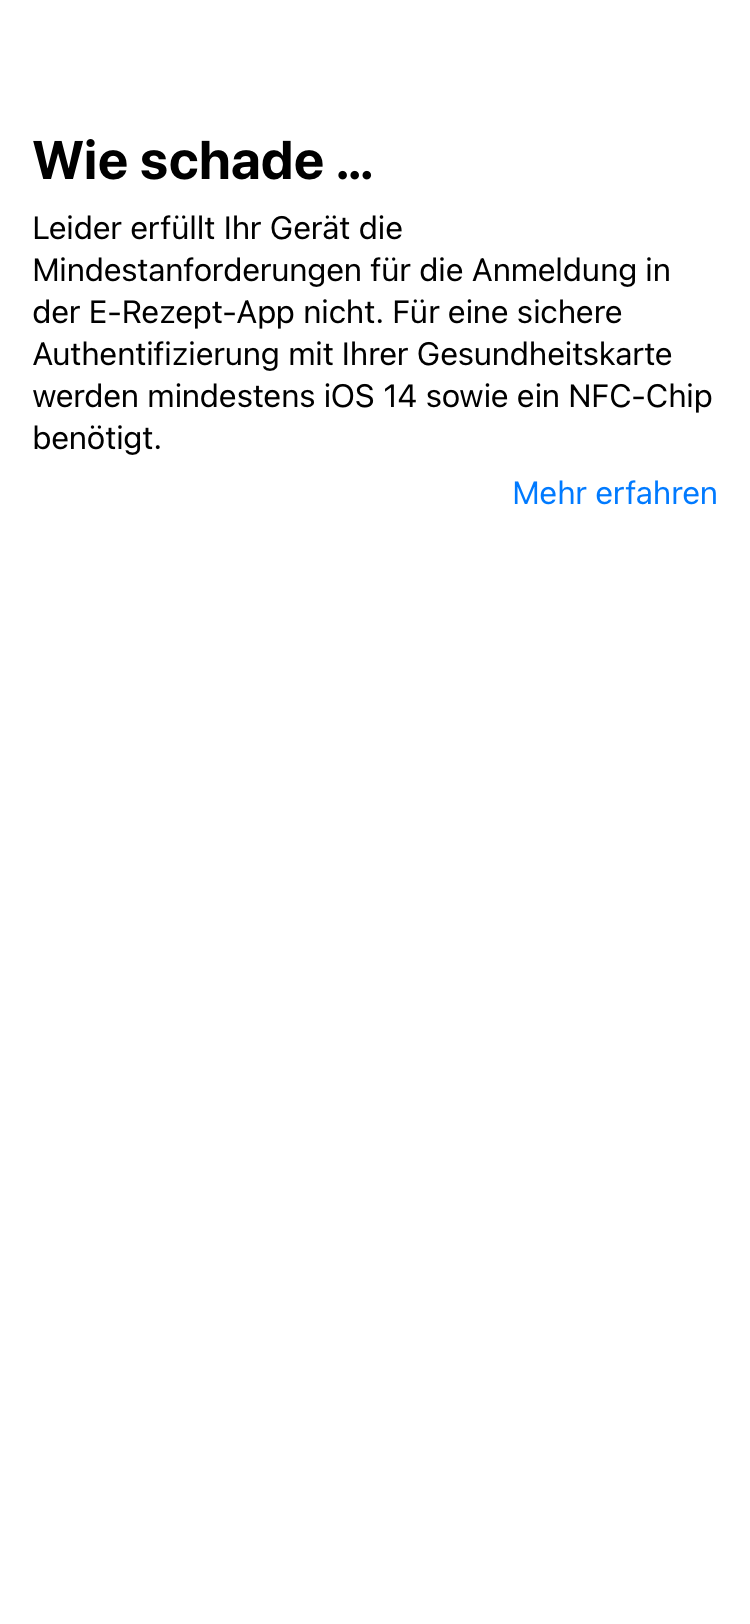 Wie schade …
Leider erfüllt Ihr Gerät die
Mindestanforderungen für die Anmeldung in
der E-Rezept-App nicht. Für eine sichere
Authentifizierung mit Ihrer Gesundheitskarte
werden mindestens iOS 14 sowie ein NFC-Chip
benötigt.
Mehr erfahren